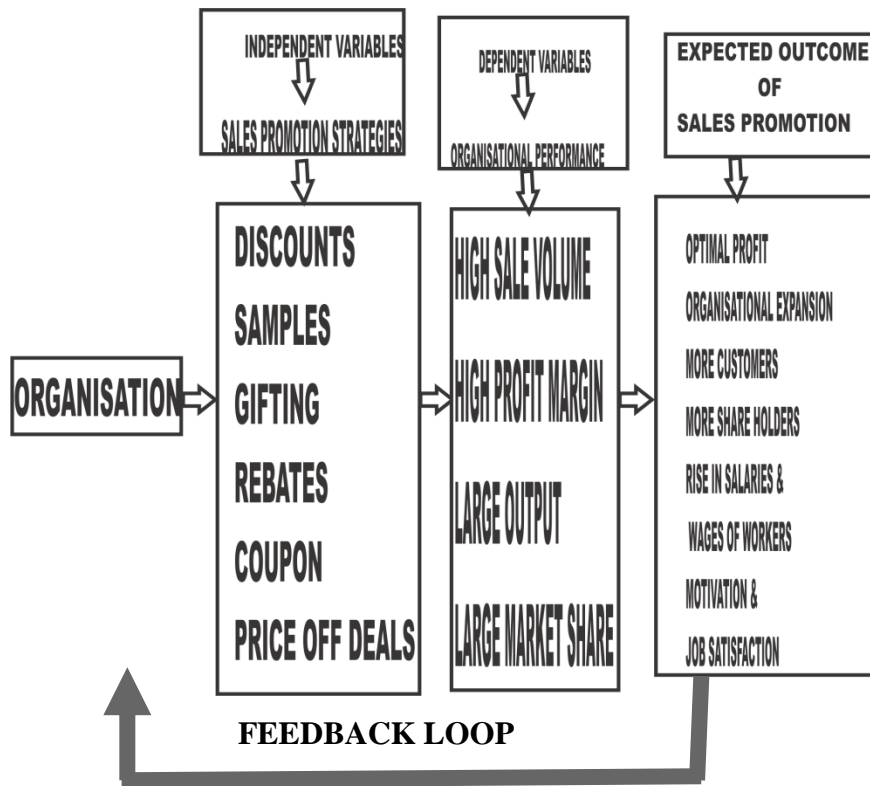 INDEPENDENT VARIABLES
SALES PROMOTION STRATEGIES
DEPENDENT VARIABLES
ORGANISATIONAL PERFORMANCE
EXPECTED OUTCOME
OF
SALES PROMOTION
ORGANISATION
DISCOUNTS
SAMPLES
GIFTING
REBATES
COUPON
PRICE OFF DEALS
HIGH SALE VOLUME
HIGH PROFIT MARGIN
LARGE OUTPUT
LARGE MARKET SHARE
OPTIMAL PROFIT
ORGANISATIONAL EXPANSION
MORE CUSTOMERS
MORE SHARE HOLDERS
RISE IN SALARIES &
WAGES OF WORKERS
MOTIVATION &
JOB SATISFACTION
FEEDBACK LOOP